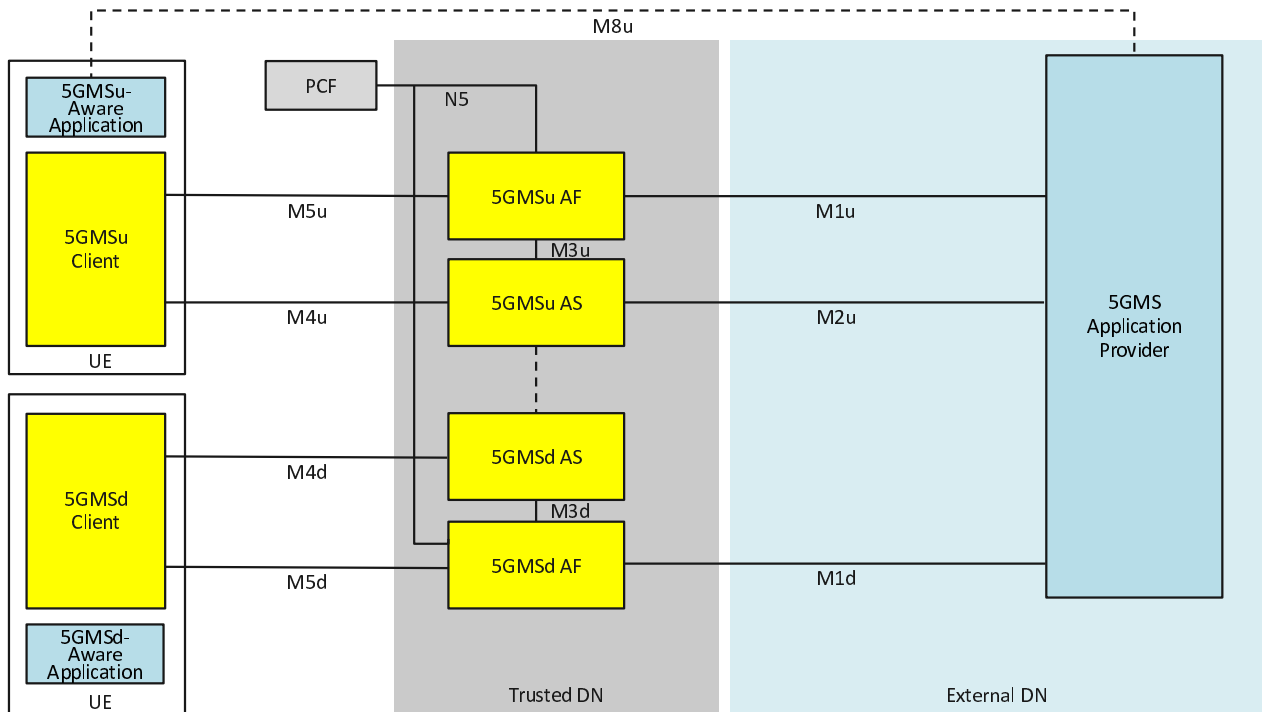 M8u
5GMSu-
Aware
Application
PCF
N5
5GMSu AF
M5u
M1u
5GMSu
Client
M3u
5GMSu AS
M4u
M2u
5GMS
Application
Provider
UE
5GMSd AS
M4d
5GMSd
Client
M3d
5GMSd AF
M5d
M1d
5GMSd-
Aware
Application
UE
Trusted DN
External DN